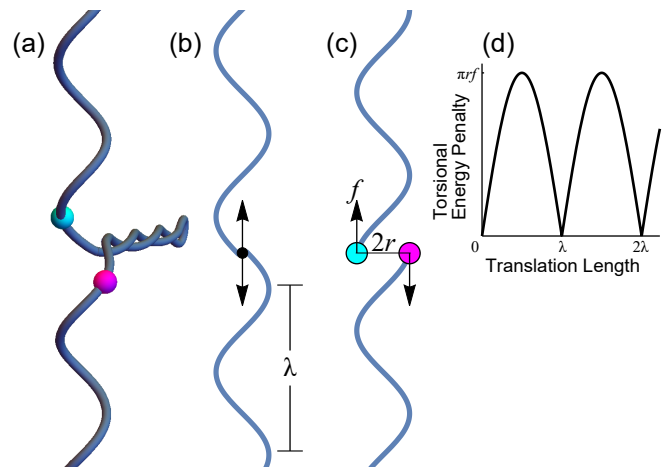 (a)
(b)
(c)
(d)
f
2r
λ
πrf
Torsional
Energy Penalty
0
λ
2λ
Translation Length